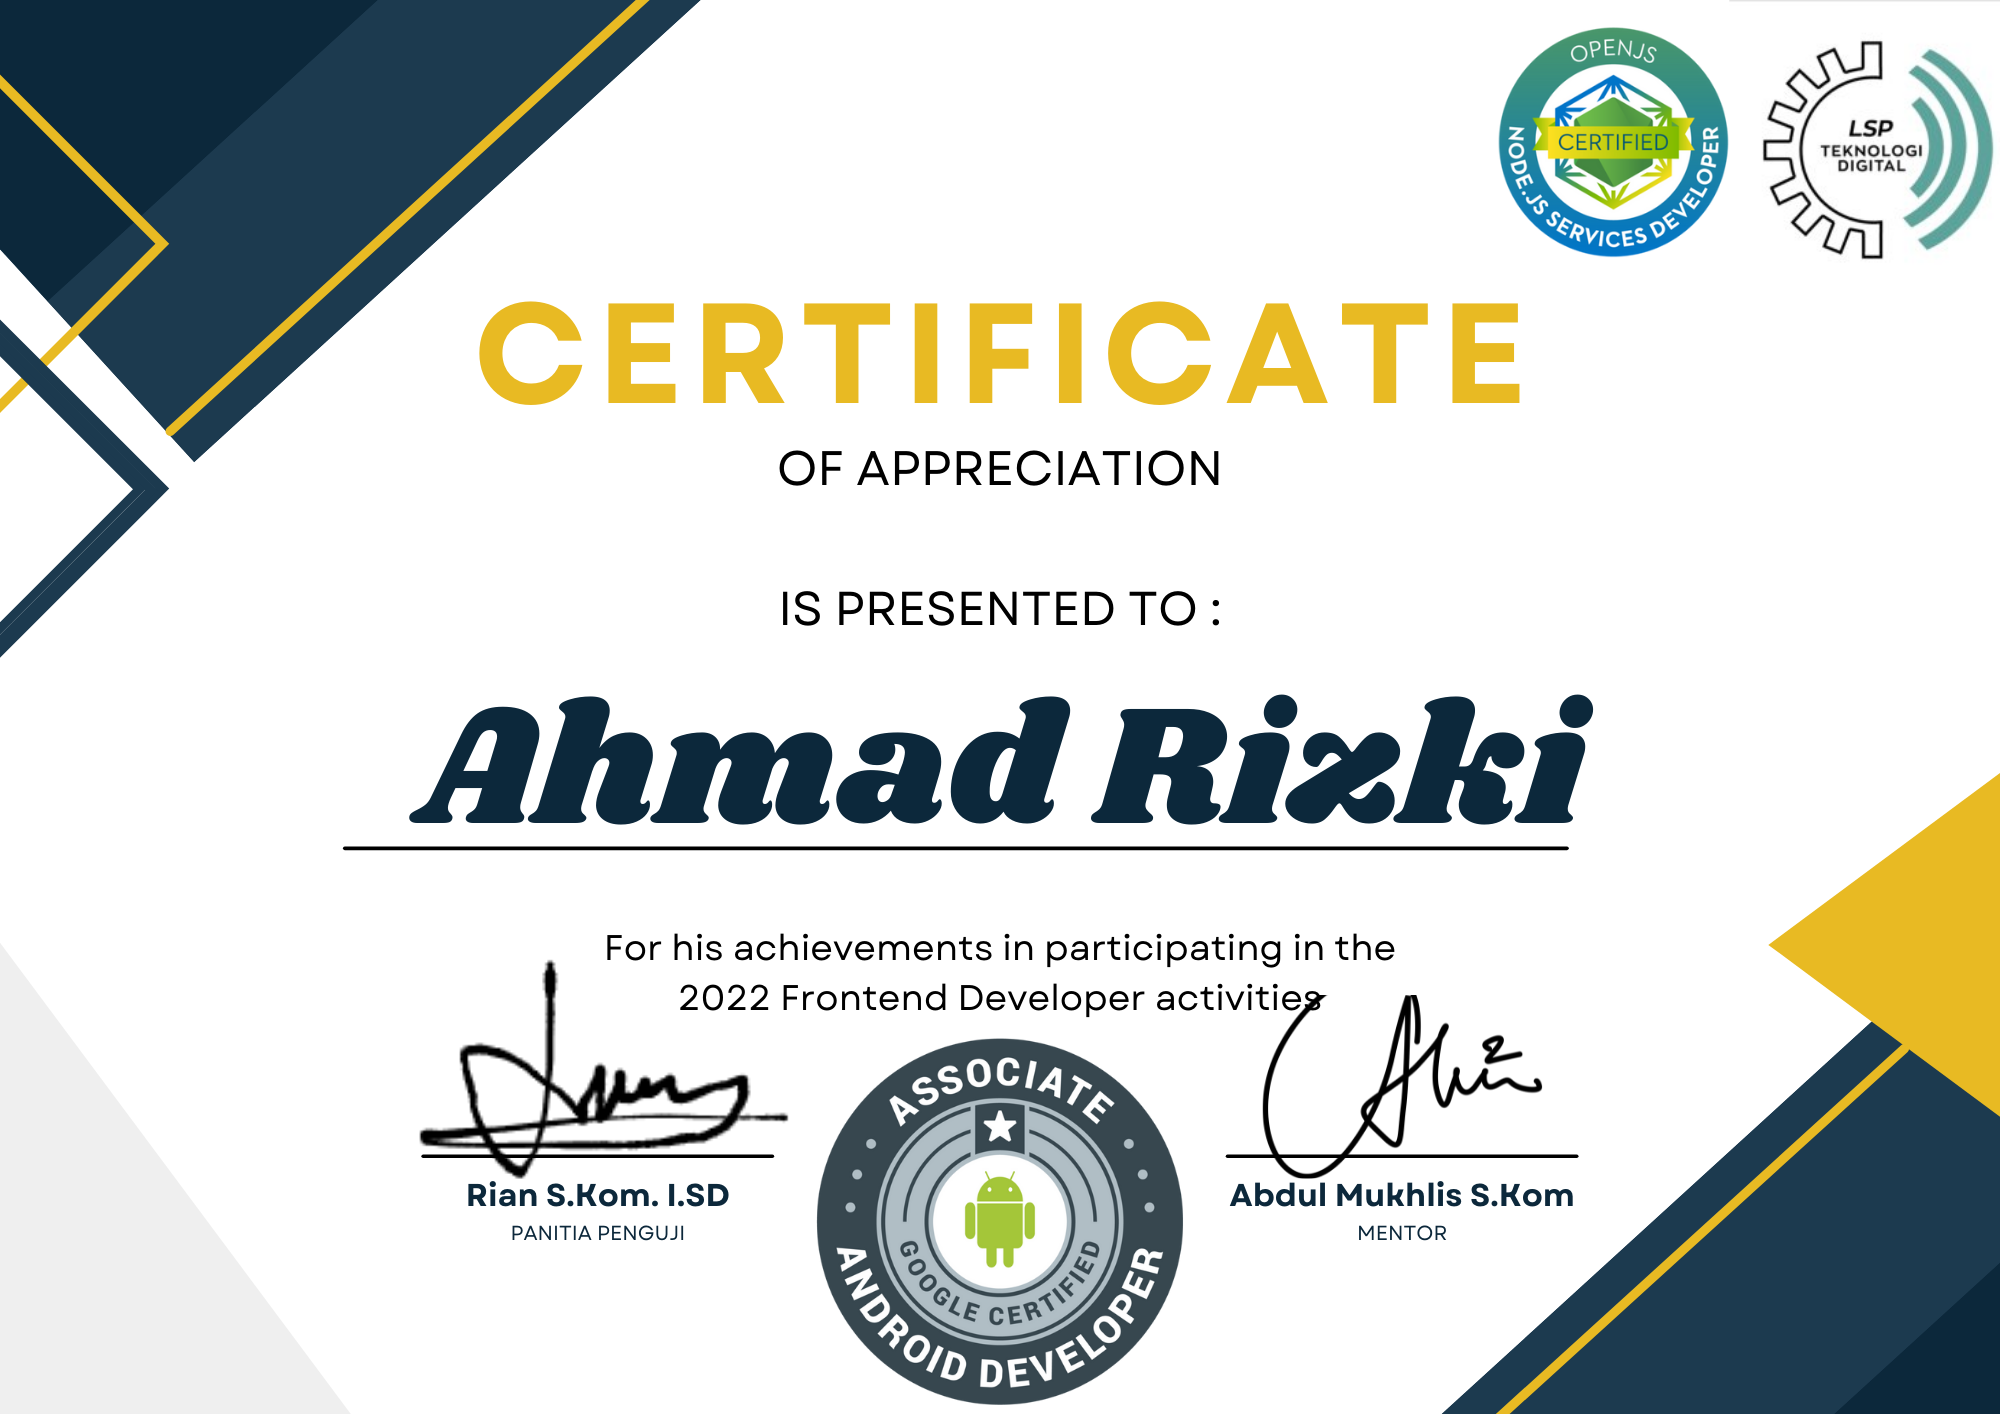 OPENJS
CERTIFIED
NODE.JS SERVICES DEVELOPER
LSP
TEKNOLOGI
DIGITAL
CERTIFICATE
OF APPRECIATION
IS PRESENTED TO :
Ahmad Rizki
For his achievements in participating in the
2022 Frontend Developer activities
ASSOCIATE
GOOGLE CERTIFIED
ANDROID DEVELOPER
Rian S.Kom. I.SD
PANITIA PENGUJI
Abdul Mukhlis S.Kom
MENTOR